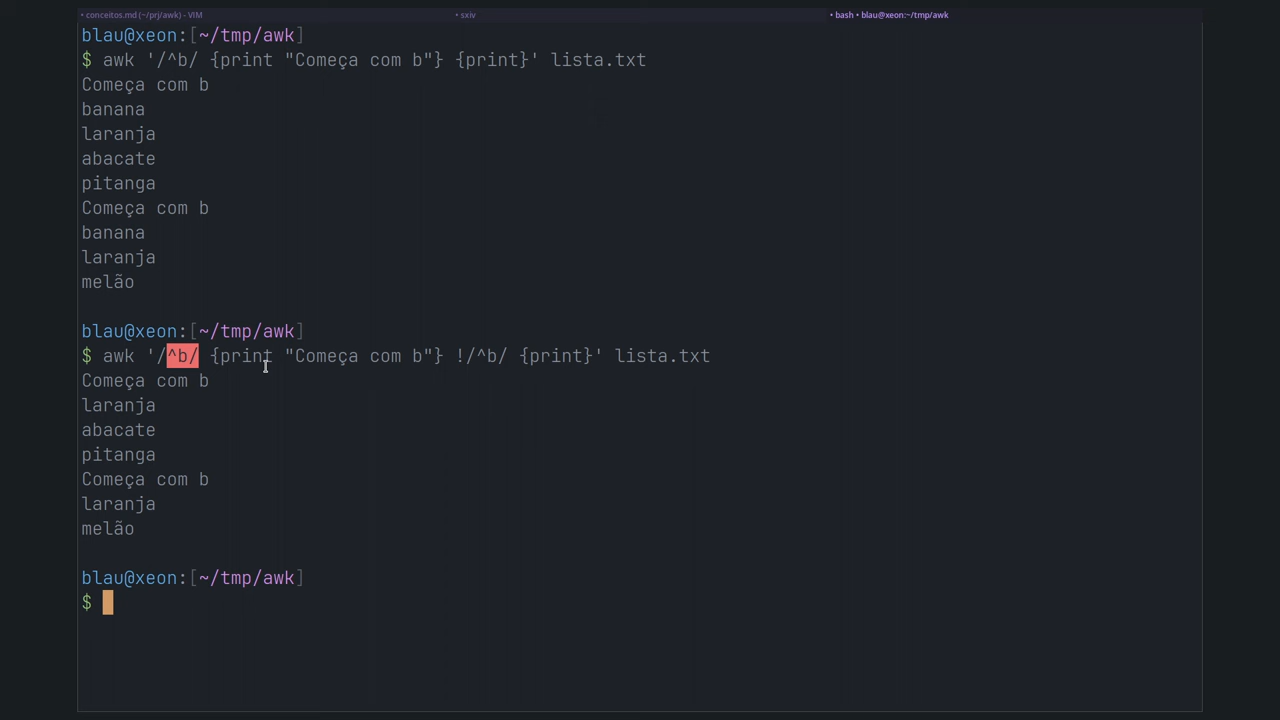 • conceitos.md (~/prj/awk) - VIM • sxiv • bash • blau@xeon:~/tmp/awk
blau@xeon:[~/tmp/awk]
$ awk '/^b/ {print "Começa com b"} {print}' lista.txt
Começa com b
banana
laranja
abacate
pitanga
Começa com b
banana
laranja
melão
blau@xeon:[~/tmp/awk]
$ awk '/^b/ {print "Começa com b"} !/^b/ {print}' lista.txt
Começa com b
laranja
abacate
pitanga
Começa com b
laranja
melão
blau@xeon:[~/tmp/awk]
$